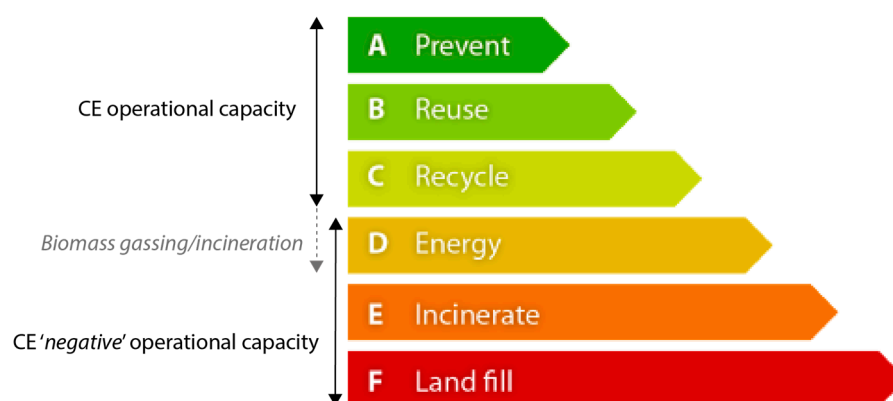 A Prevent
CE operational capacity
B Reuse
C Recycle
Biomass gassing/incineration
D Energy
E Incinerate
CE ‘negative’ operational capacity
F Land fill